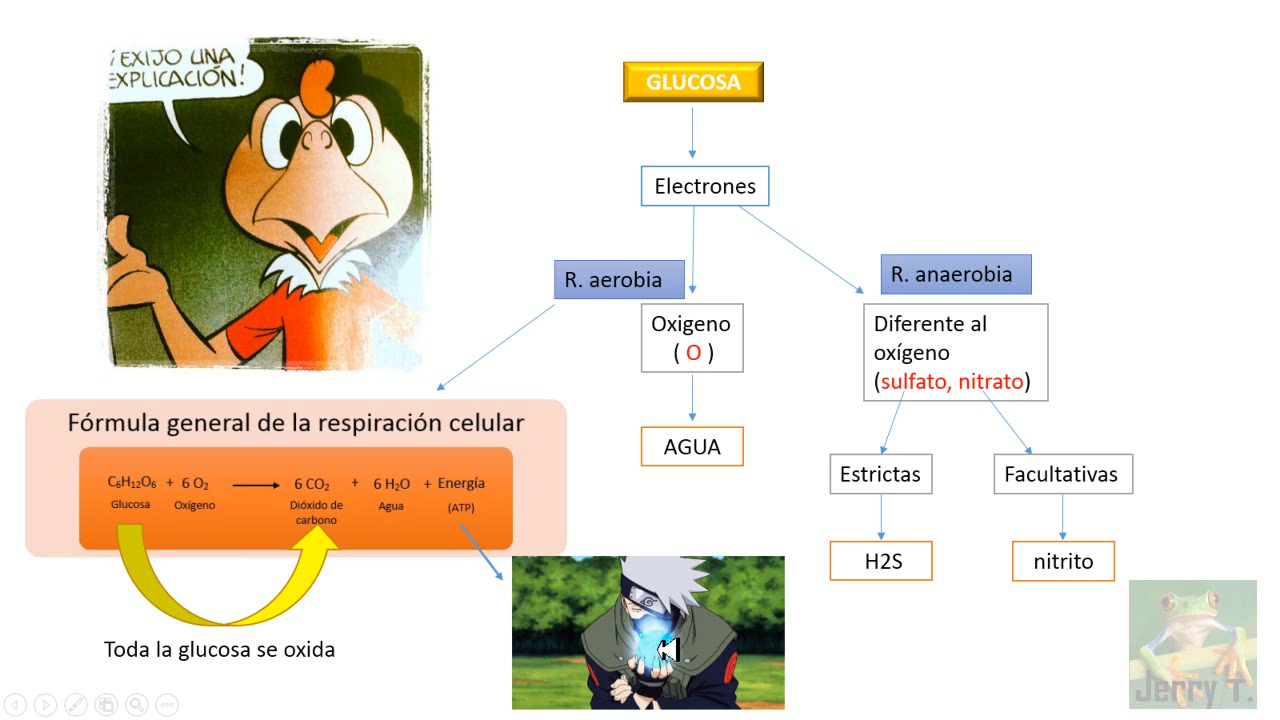 ¡EXIJO UNA
EXPLICACIÓN!
GLUCOSA
Electrones
R. aerobia
R. anaerobia
Oxigeno
( O )
Diferente al
oxígeno
(sulfato, nitrato)
AGUA
Estrictas
Facultativas
H2S
nitrito
Fórmula general de la respiración celular
C₆H₁₂O₆ + 6 O₂ → 6 CO₂ + 6 H₂O + Energía
Glucosa Oxígeno Dióxido de carbono Agua (ATP)
Toda la glucosa se oxida
Jerry T.